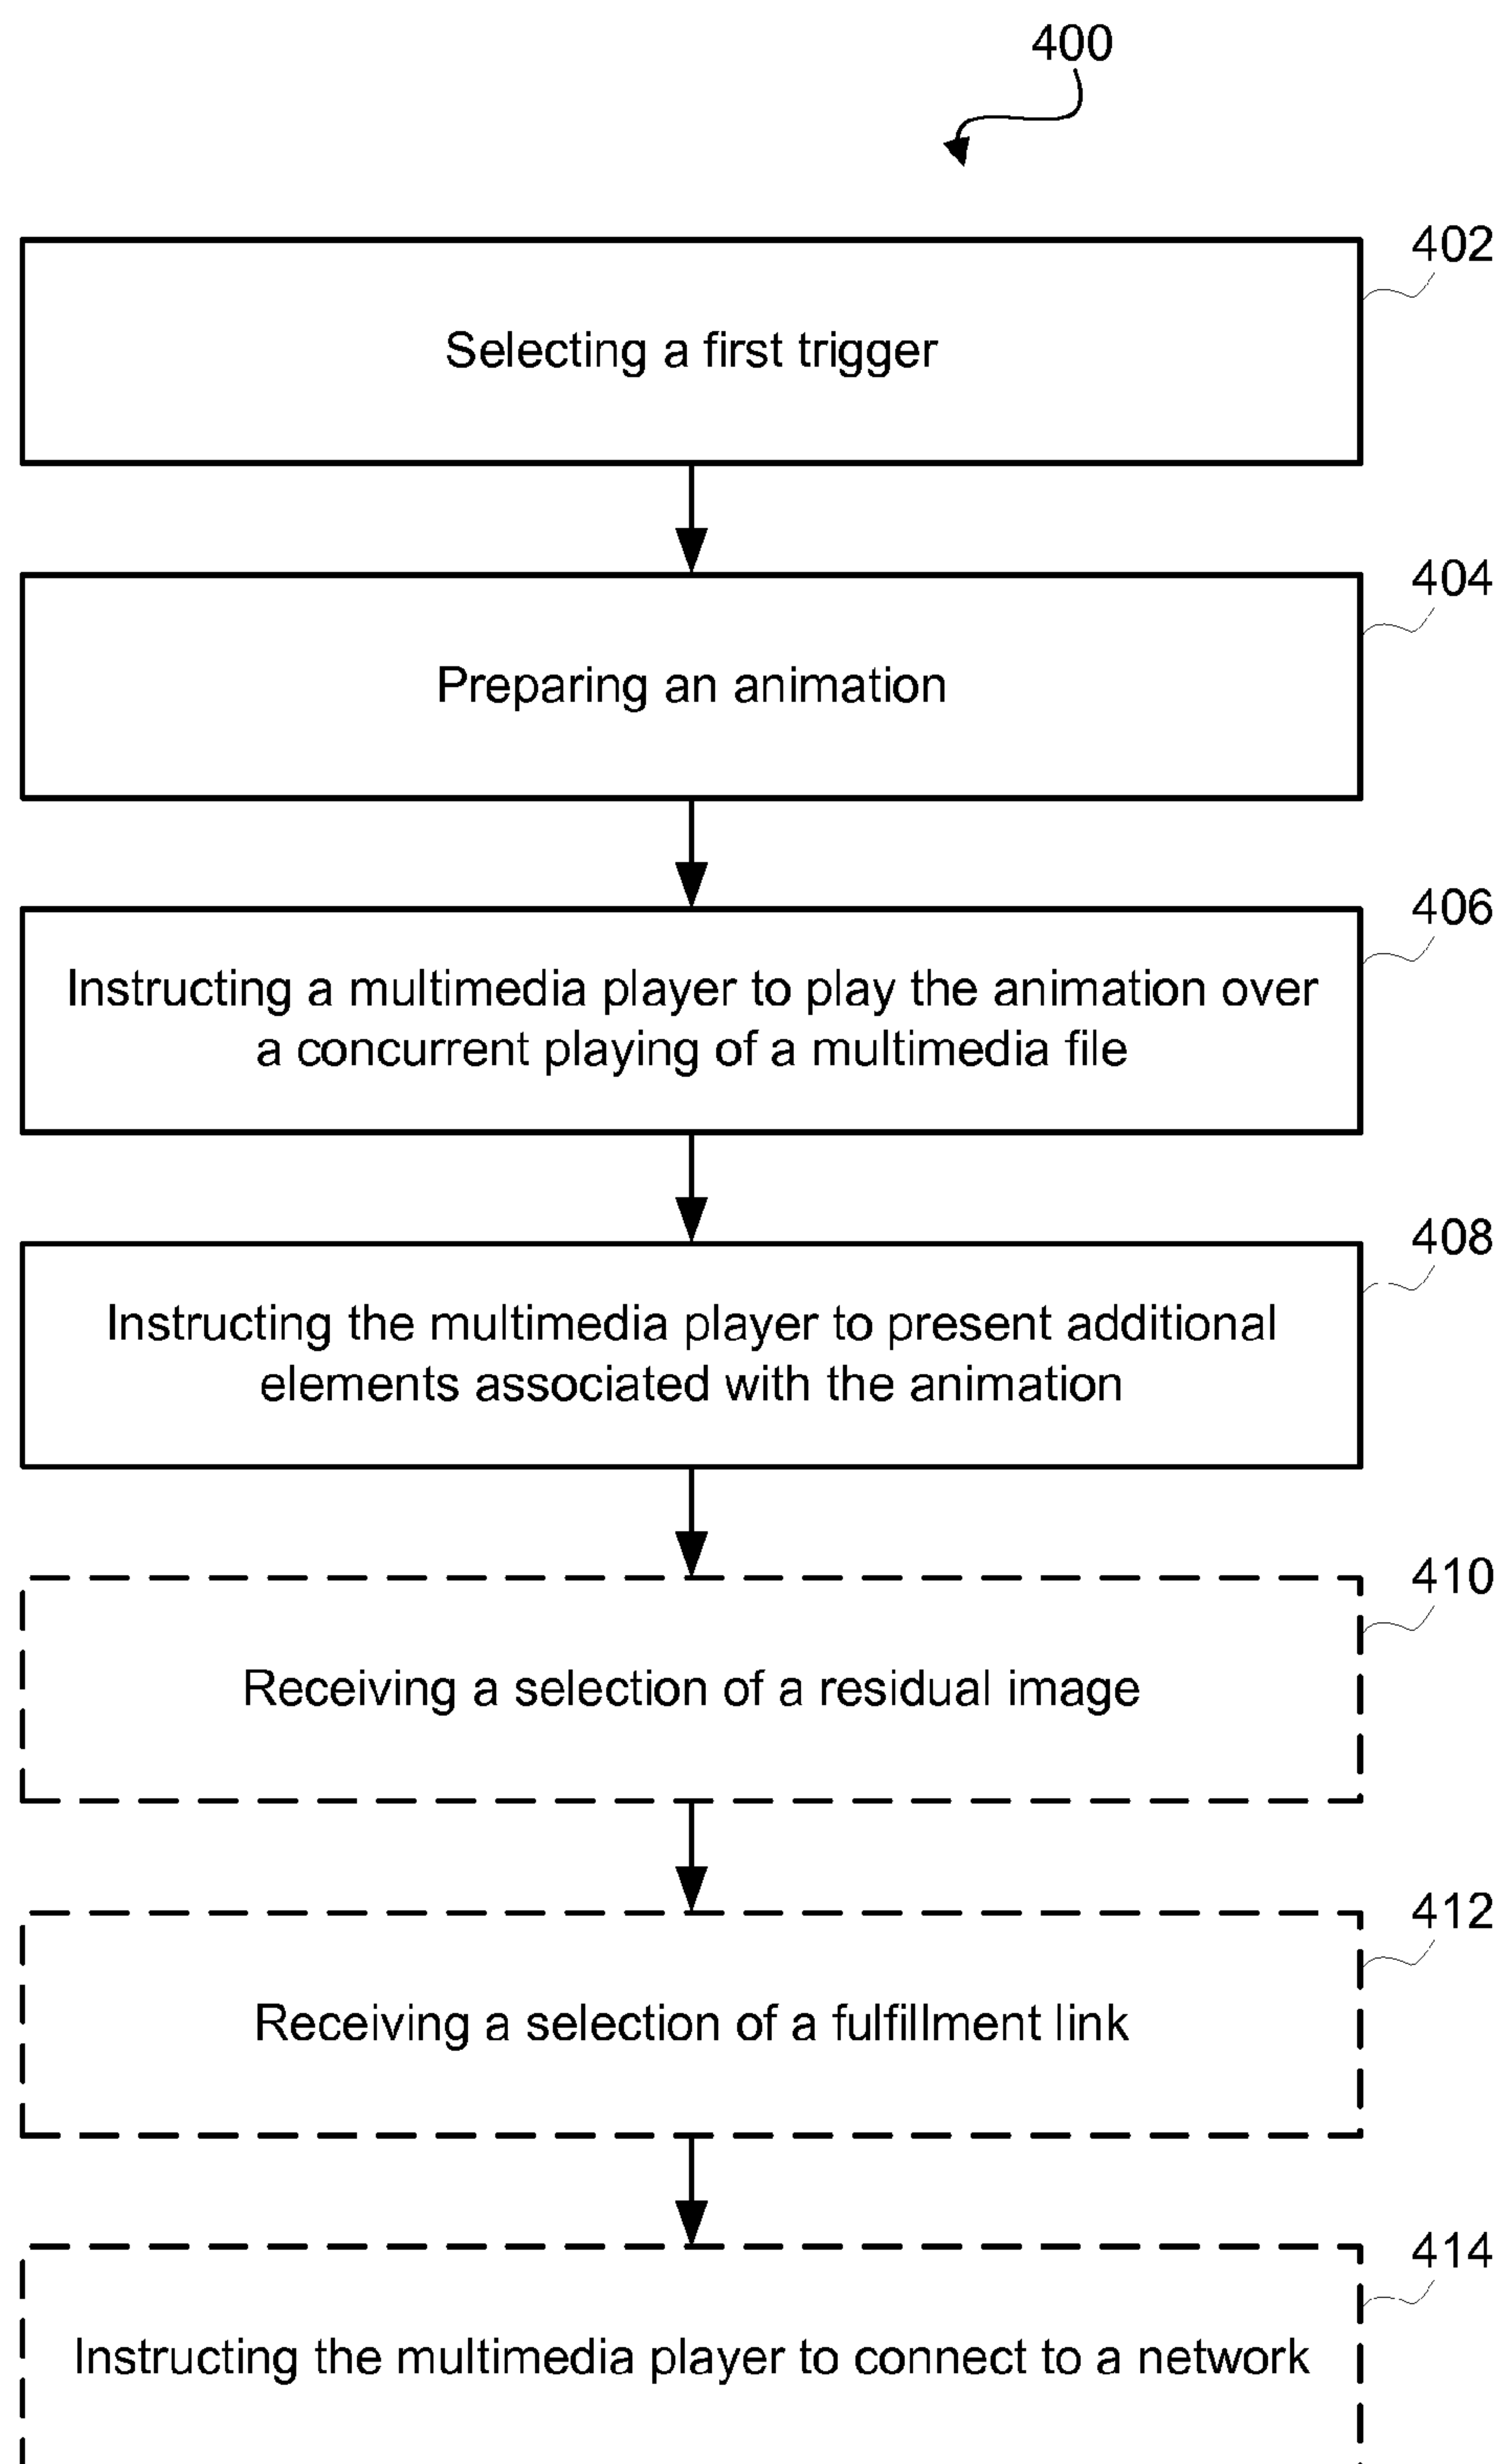 400
402
Selecting a first trigger
404
Preparing an animation
406
Instructing a multimedia player to play the animation over
a concurrent playing of a multimedia file
408
Instructing the multimedia player to present additional
elements associated with the animation
410
Receiving a selection of a residual image
412
Receiving a selection of a fulfillment link
414
Instructing the multimedia player to connect to a network